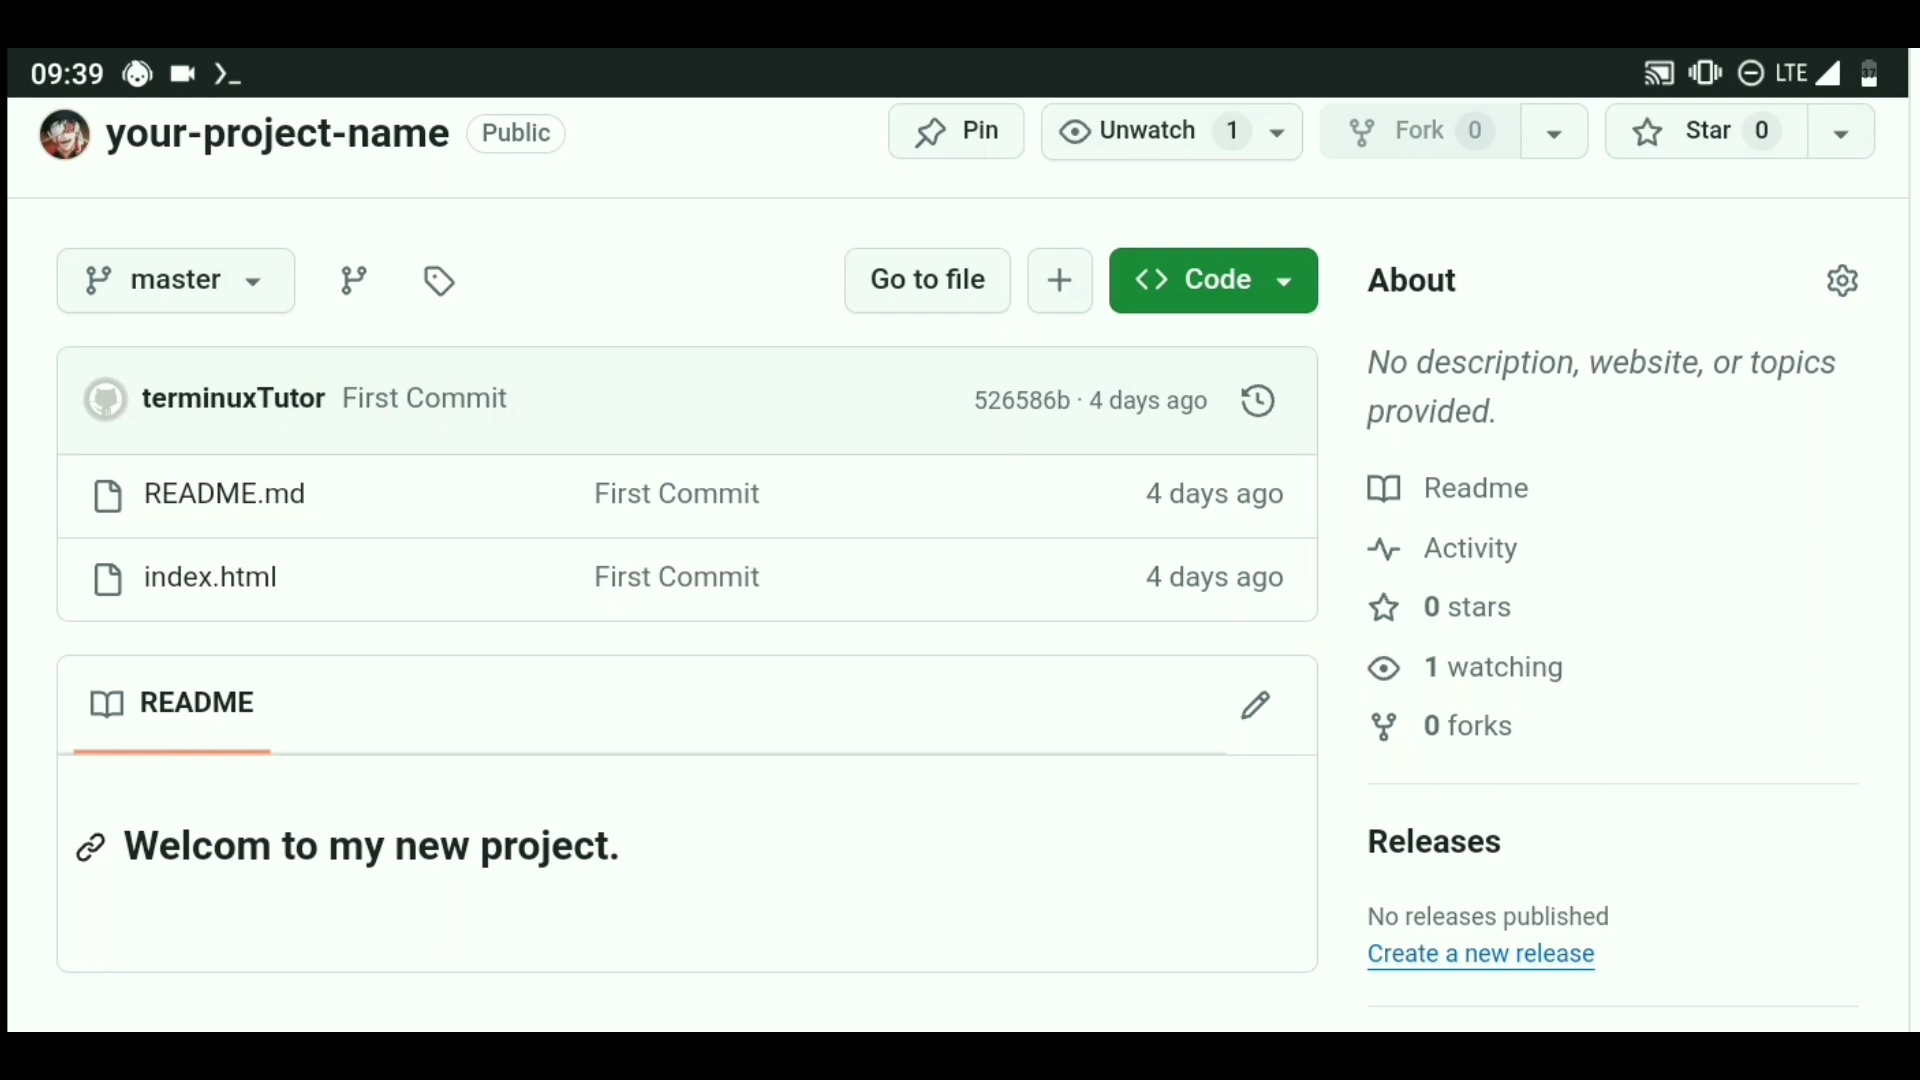 09:39 LTE 37
your-project-name Public Pin Unwatch 1 Fork 0 Star 0
master Go to file Code
terminuxTutor First Commit 526586b · 4 days ago
README.md First Commit 4 days ago
index.html First Commit 4 days ago
README
Welcom to my new project.
About
No description, website, or topics
provided.
Readme
Activity
0 stars
1 watching
0 forks
Releases
No releases published
Create a new release